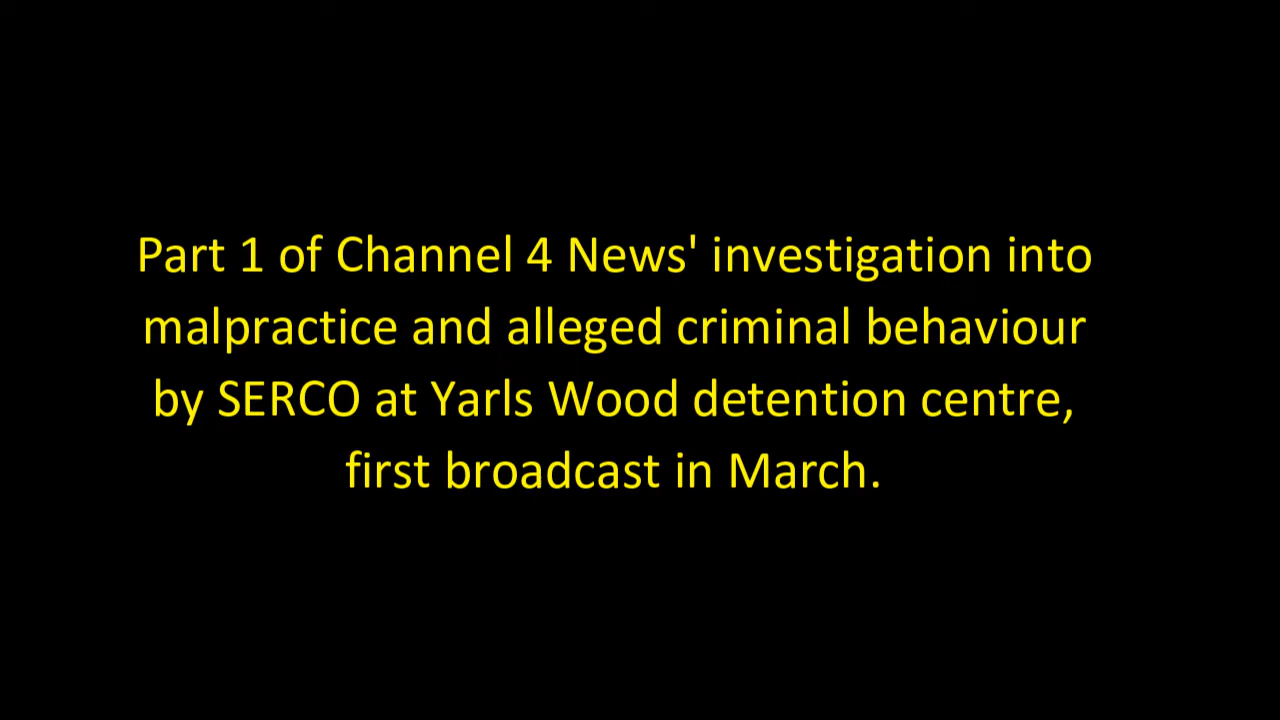 Part 1 of Channel 4 News' investigation into
malpractice and alleged criminal behaviour
by SERCO at Yarls Wood detention centre,
first broadcast in March.